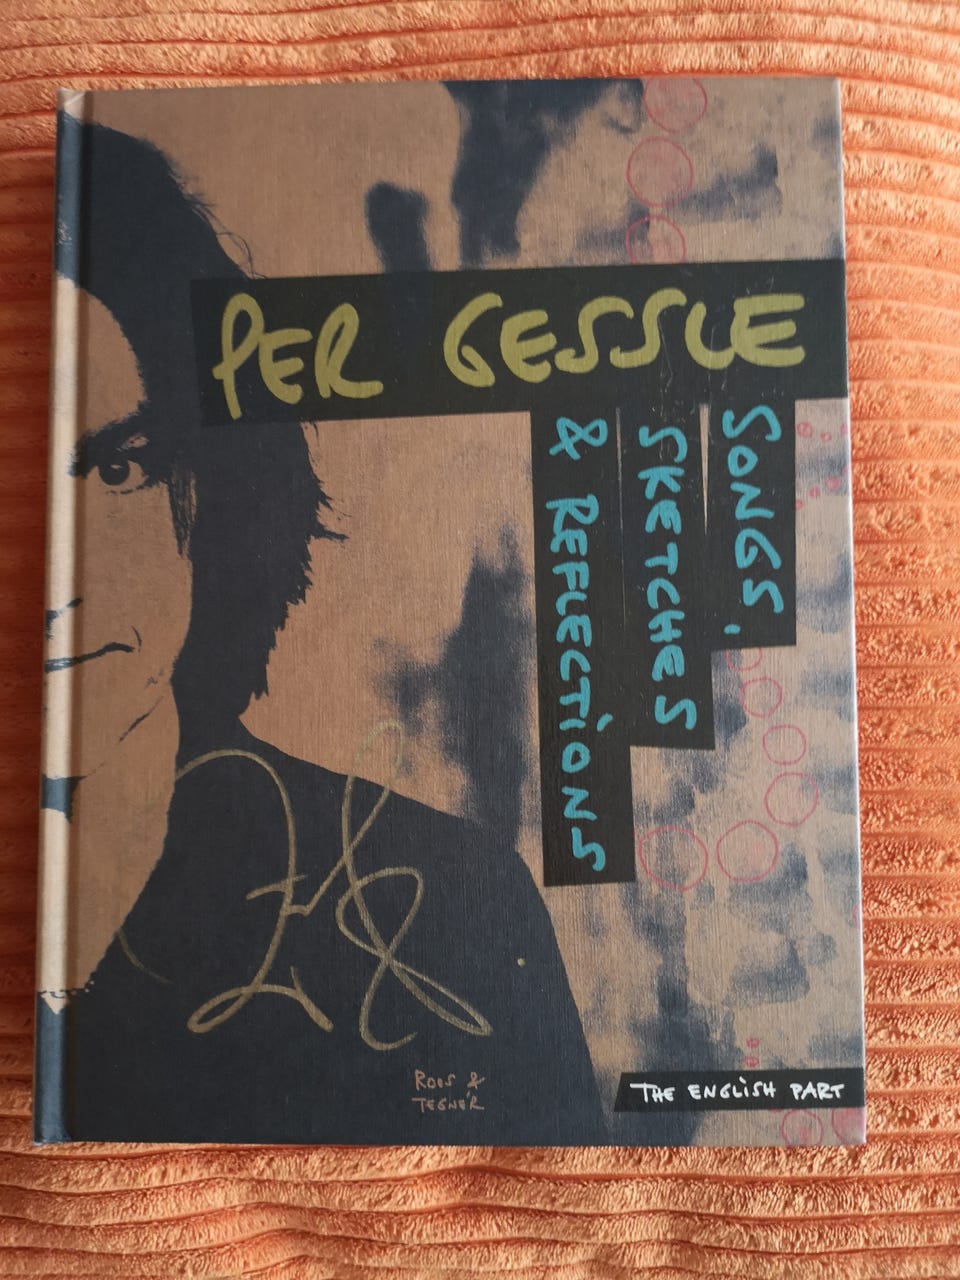 PER GESSLE
SONGS,
SKETCHES
& REFLECTIONS
ROOS &
TEGNÉR
THE ENGLISH PART